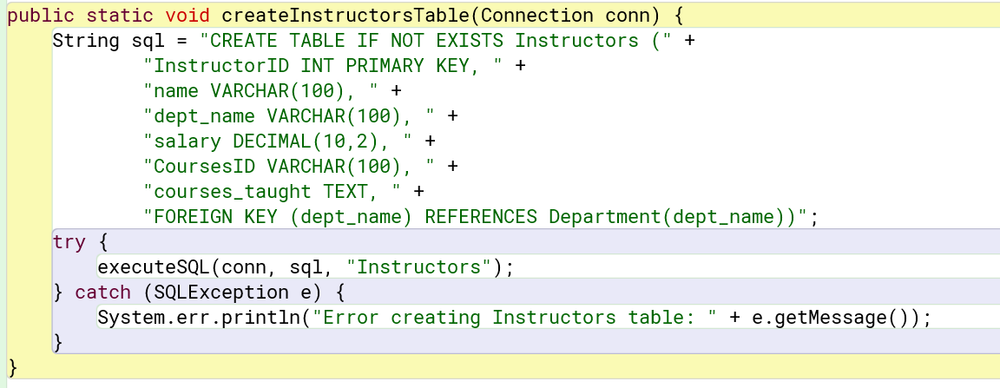 public static void createInstructorsTable(Connection conn) {
    String sql = "CREATE TABLE IF NOT EXISTS Instructors (" +
            "InstructorID INT PRIMARY KEY, " +
            "name VARCHAR(100), " +
            "dept_name VARCHAR(100), " +
            "salary DECIMAL(10,2), " +
            "CoursesID VARCHAR(100), " +
            "courses_taught TEXT, " +
            "FOREIGN KEY (dept_name) REFERENCES Department(dept_name))";
    try {
        executeSQL(conn, sql, "Instructors");
    } catch (SQLException e) {
        System.err.println("Error creating Instructors table: " + e.getMessage());
    }
}